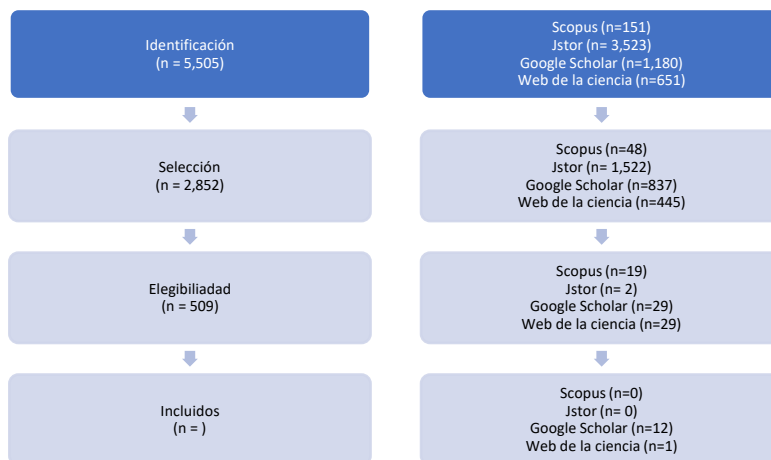 Identificación
(n = 5,505)
Scopus (n=151)
Jstor (n= 3,523)
Google Scholar (n=1,180)
Web de la ciencia (n=651)
Selección
(n = 2,852)
Scopus (n=48)
Jstor (n= 1,522)
Google Scholar (n=837)
Web de la ciencia (n=445)
Elegibiliadad
(n = 509)
Scopus (n=19)
Jstor (n= 2)
Google Scholar (n=29)
Web de la ciencia (n=29)
Incluidos
(n = )
Scopus (n=0)
Jstor (n= 0)
Google Scholar (n=12)
Web de la ciencia (n=1)